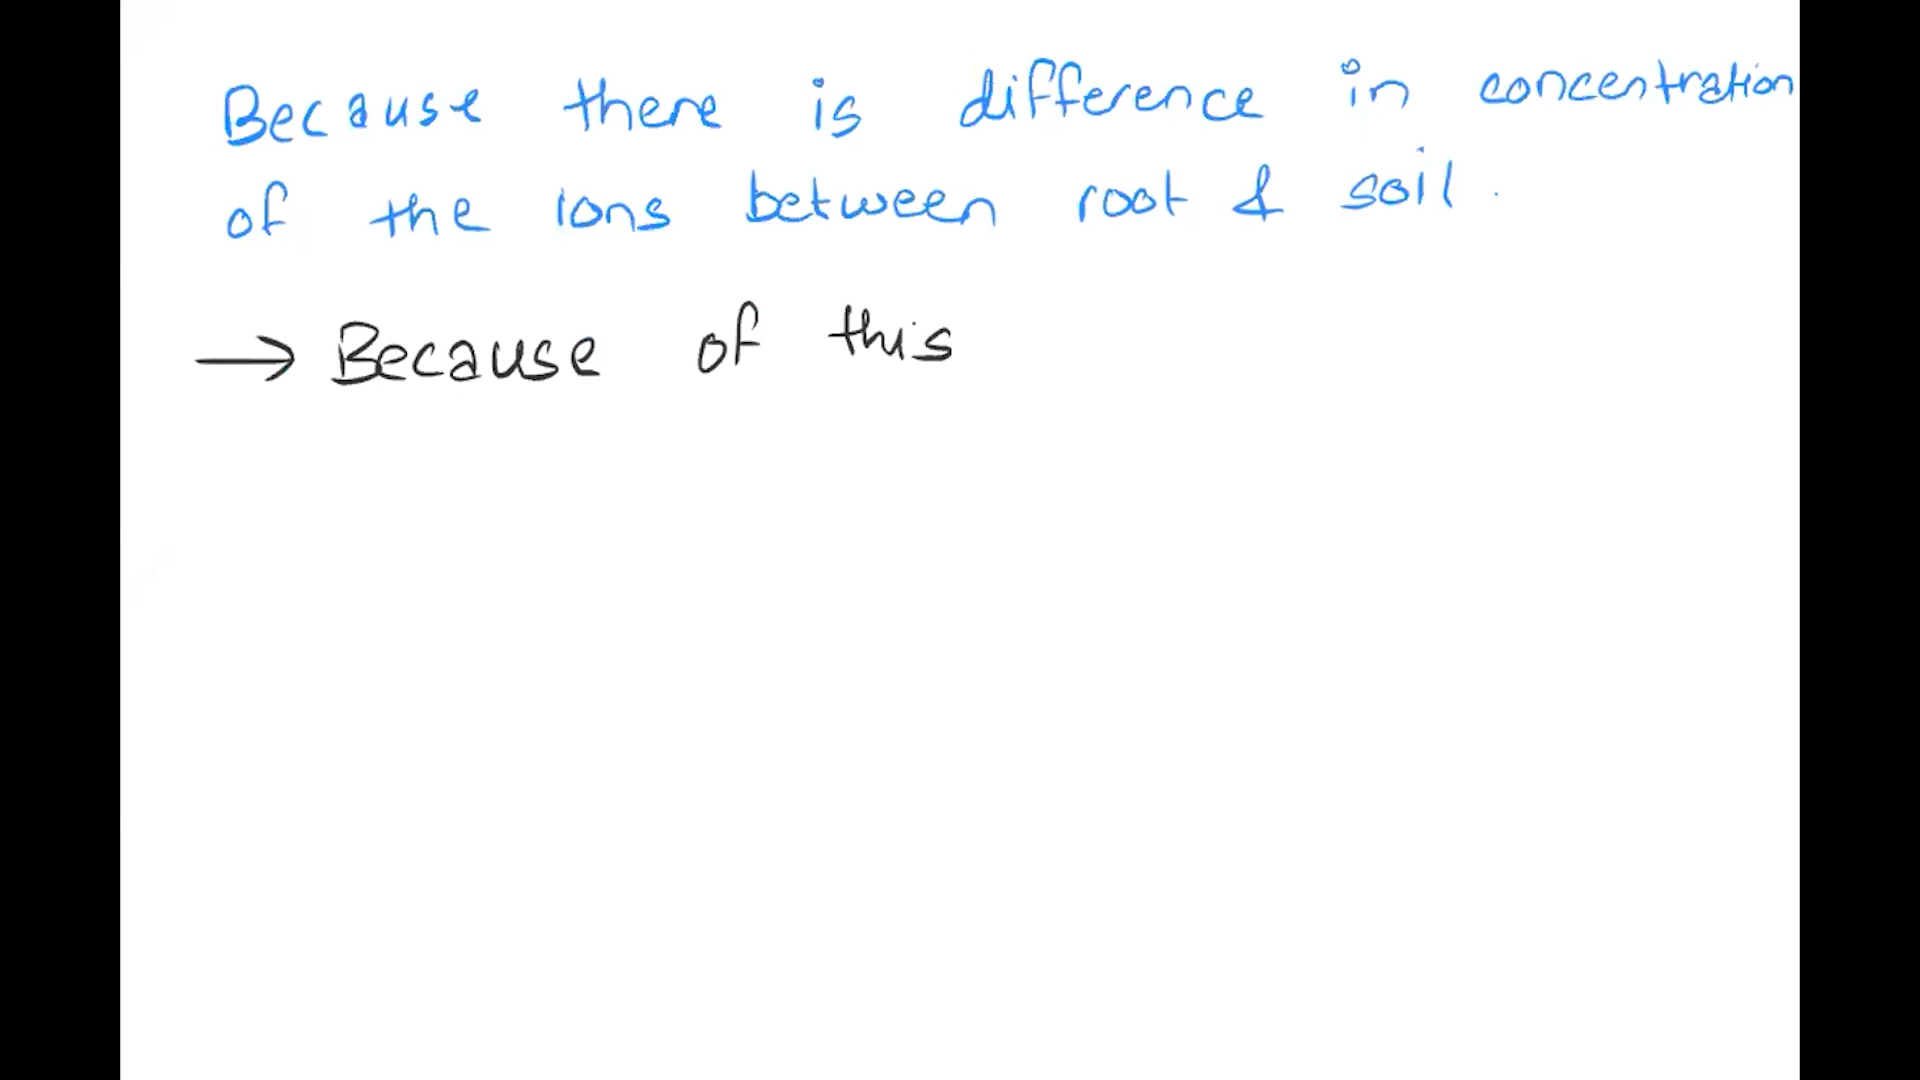 Because there is difference in concentration
of the ions between root & soil.
→ Because of this